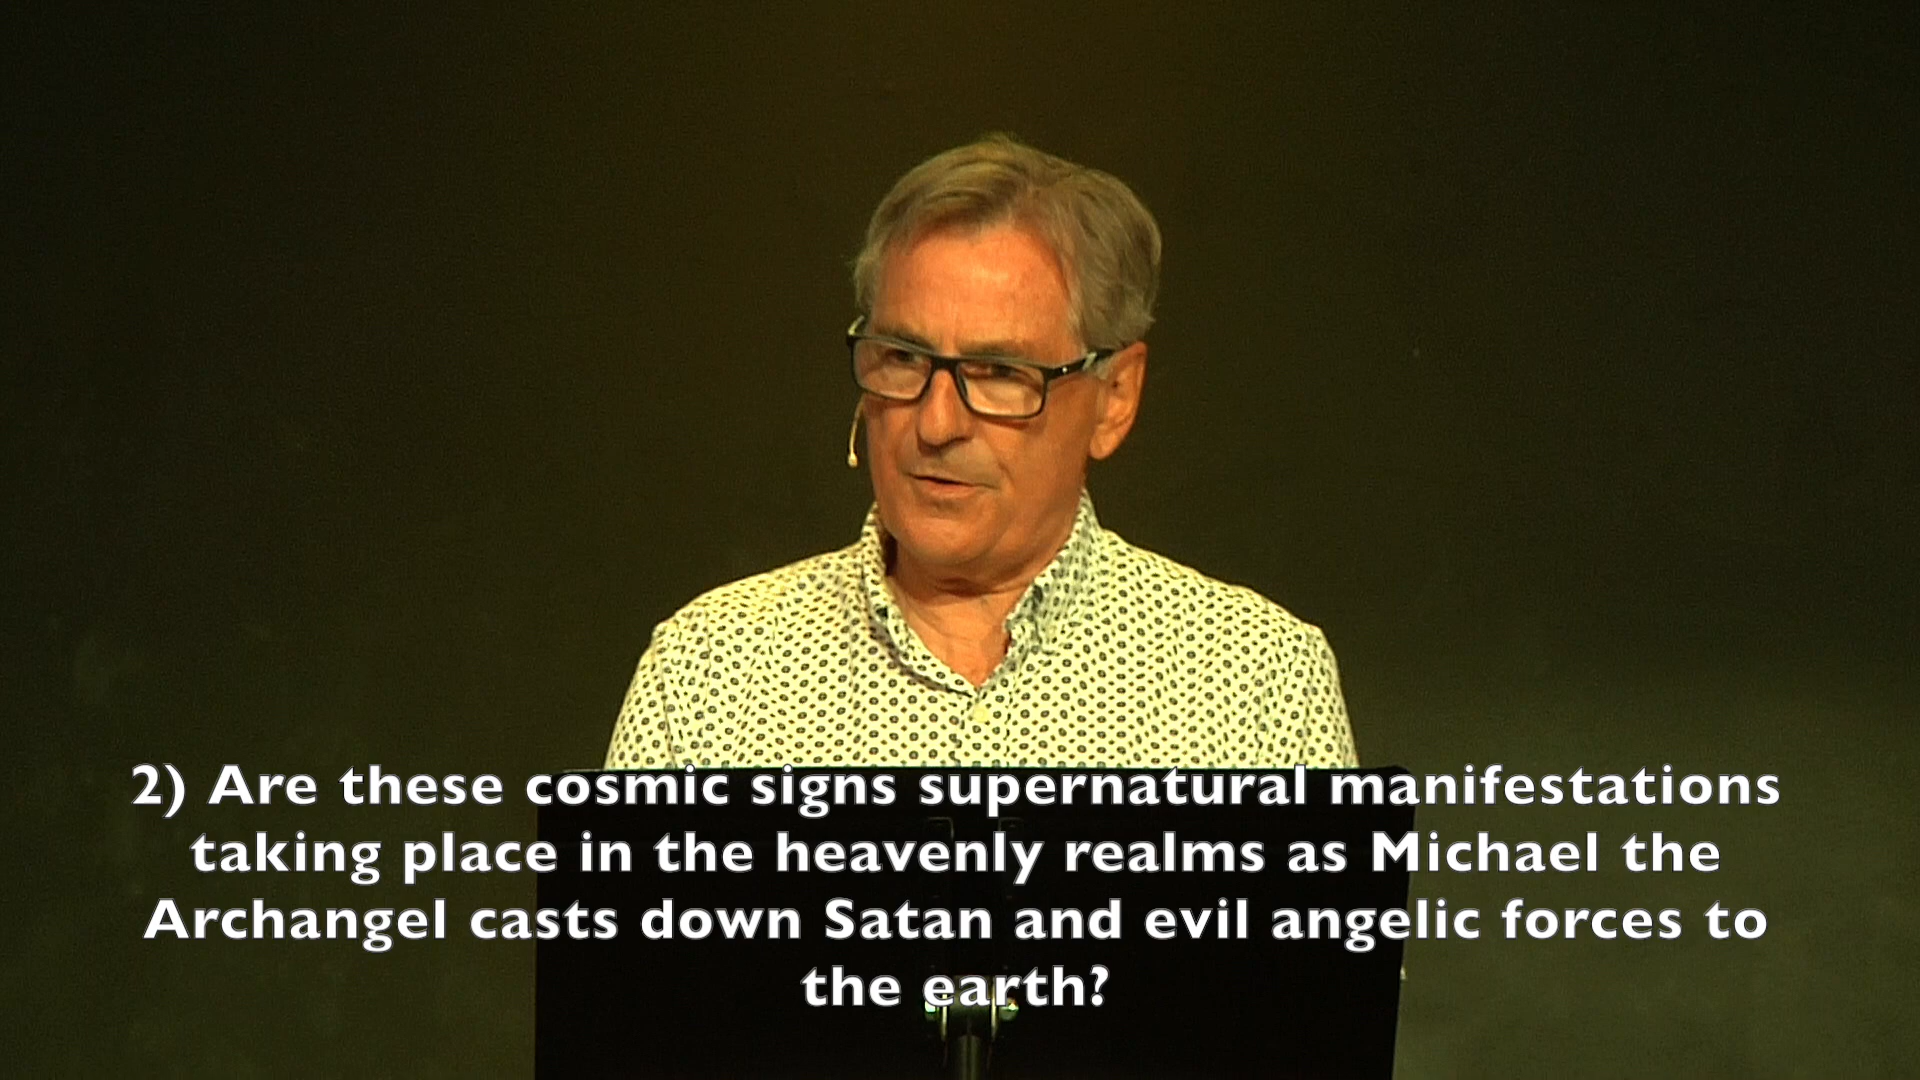 2) Are these cosmic signs supernatural manifestations
taking place in the heavenly realms as Michael the
Archangel casts down Satan and evil angelic forces to
the earth?